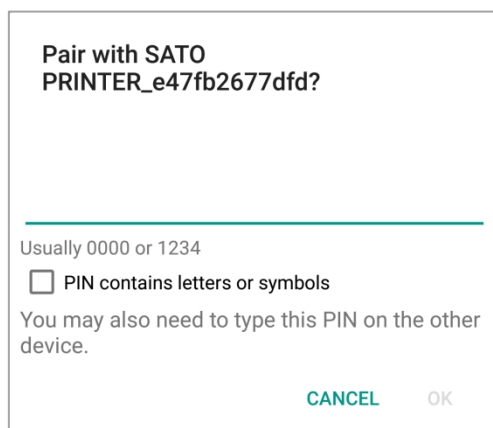 Pair with SATO
PRINTER_e47fb2677dfd?
Usually 0000 or 1234
PIN contains letters or symbols
You may also need to type this PIN on the other
device.
CANCEL OK